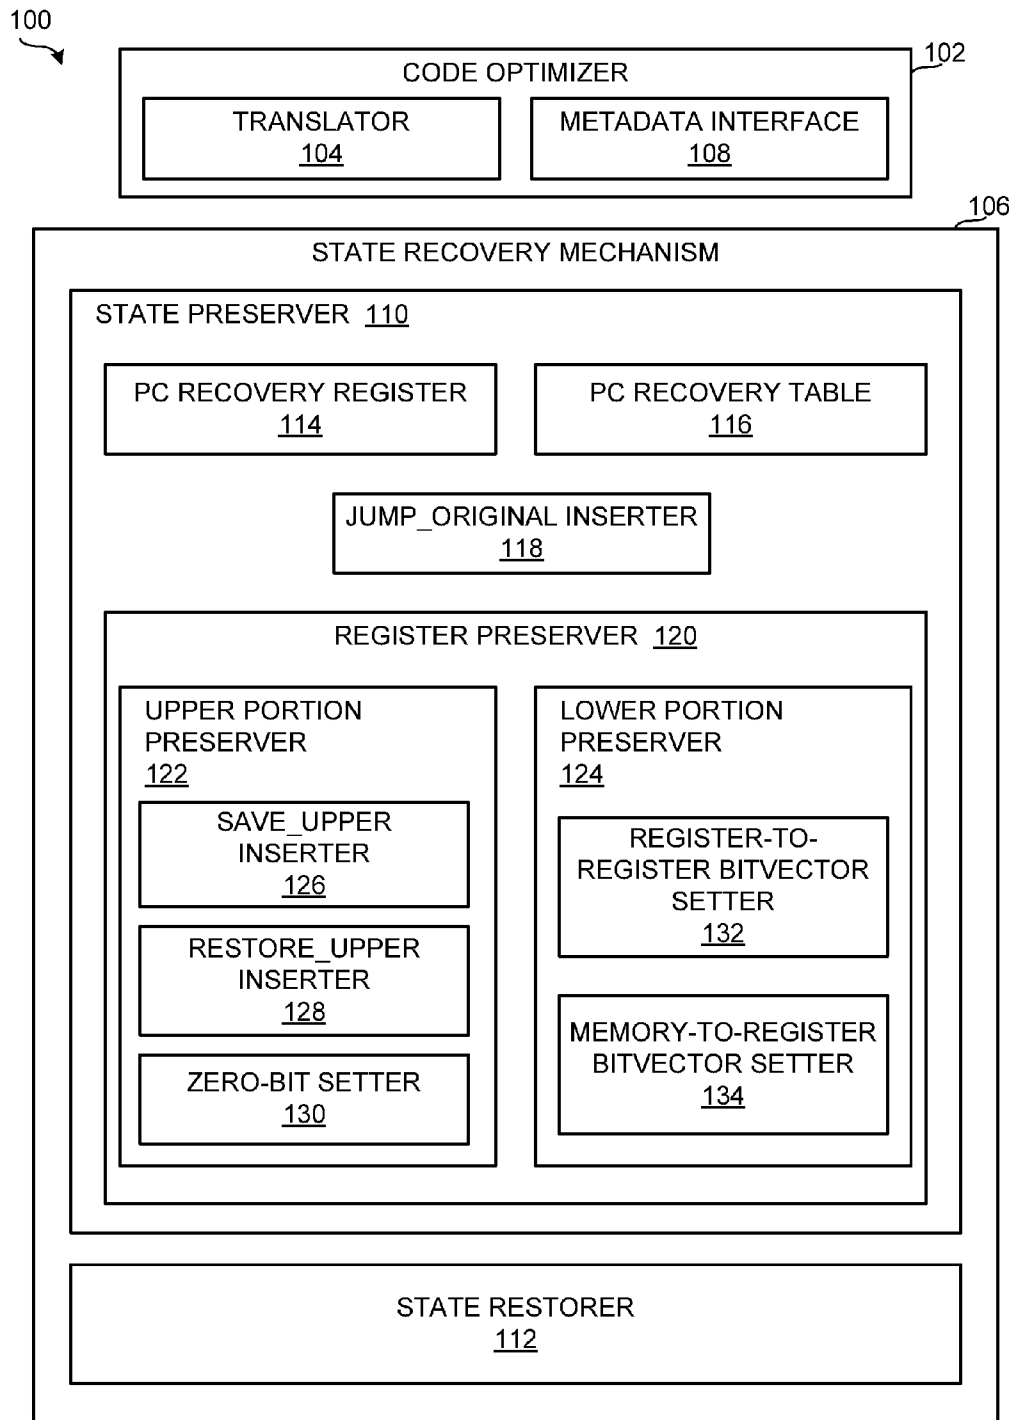 100
102
CODE OPTIMIZER
TRANSLATOR
104
METADATA INTERFACE
108
106
STATE RECOVERY MECHANISM
STATE PRESERVER 110
PC RECOVERY REGISTER
114
PC RECOVERY TABLE
116
JUMP_ORIGINAL INSERTER
118
REGISTER PRESERVER 120
UPPER PORTION
PRESERVER
122
SAVE_UPPER
INSERTER
126
RESTORE_UPPER
INSERTER
128
ZERO-BIT SETTER
130
LOWER PORTION
PRESERVER
124
REGISTER-TO-
REGISTER BITVECTOR
SETTER
132
MEMORY-TO-REGISTER
BITVECTOR SETTER
134
STATE RESTORER
112